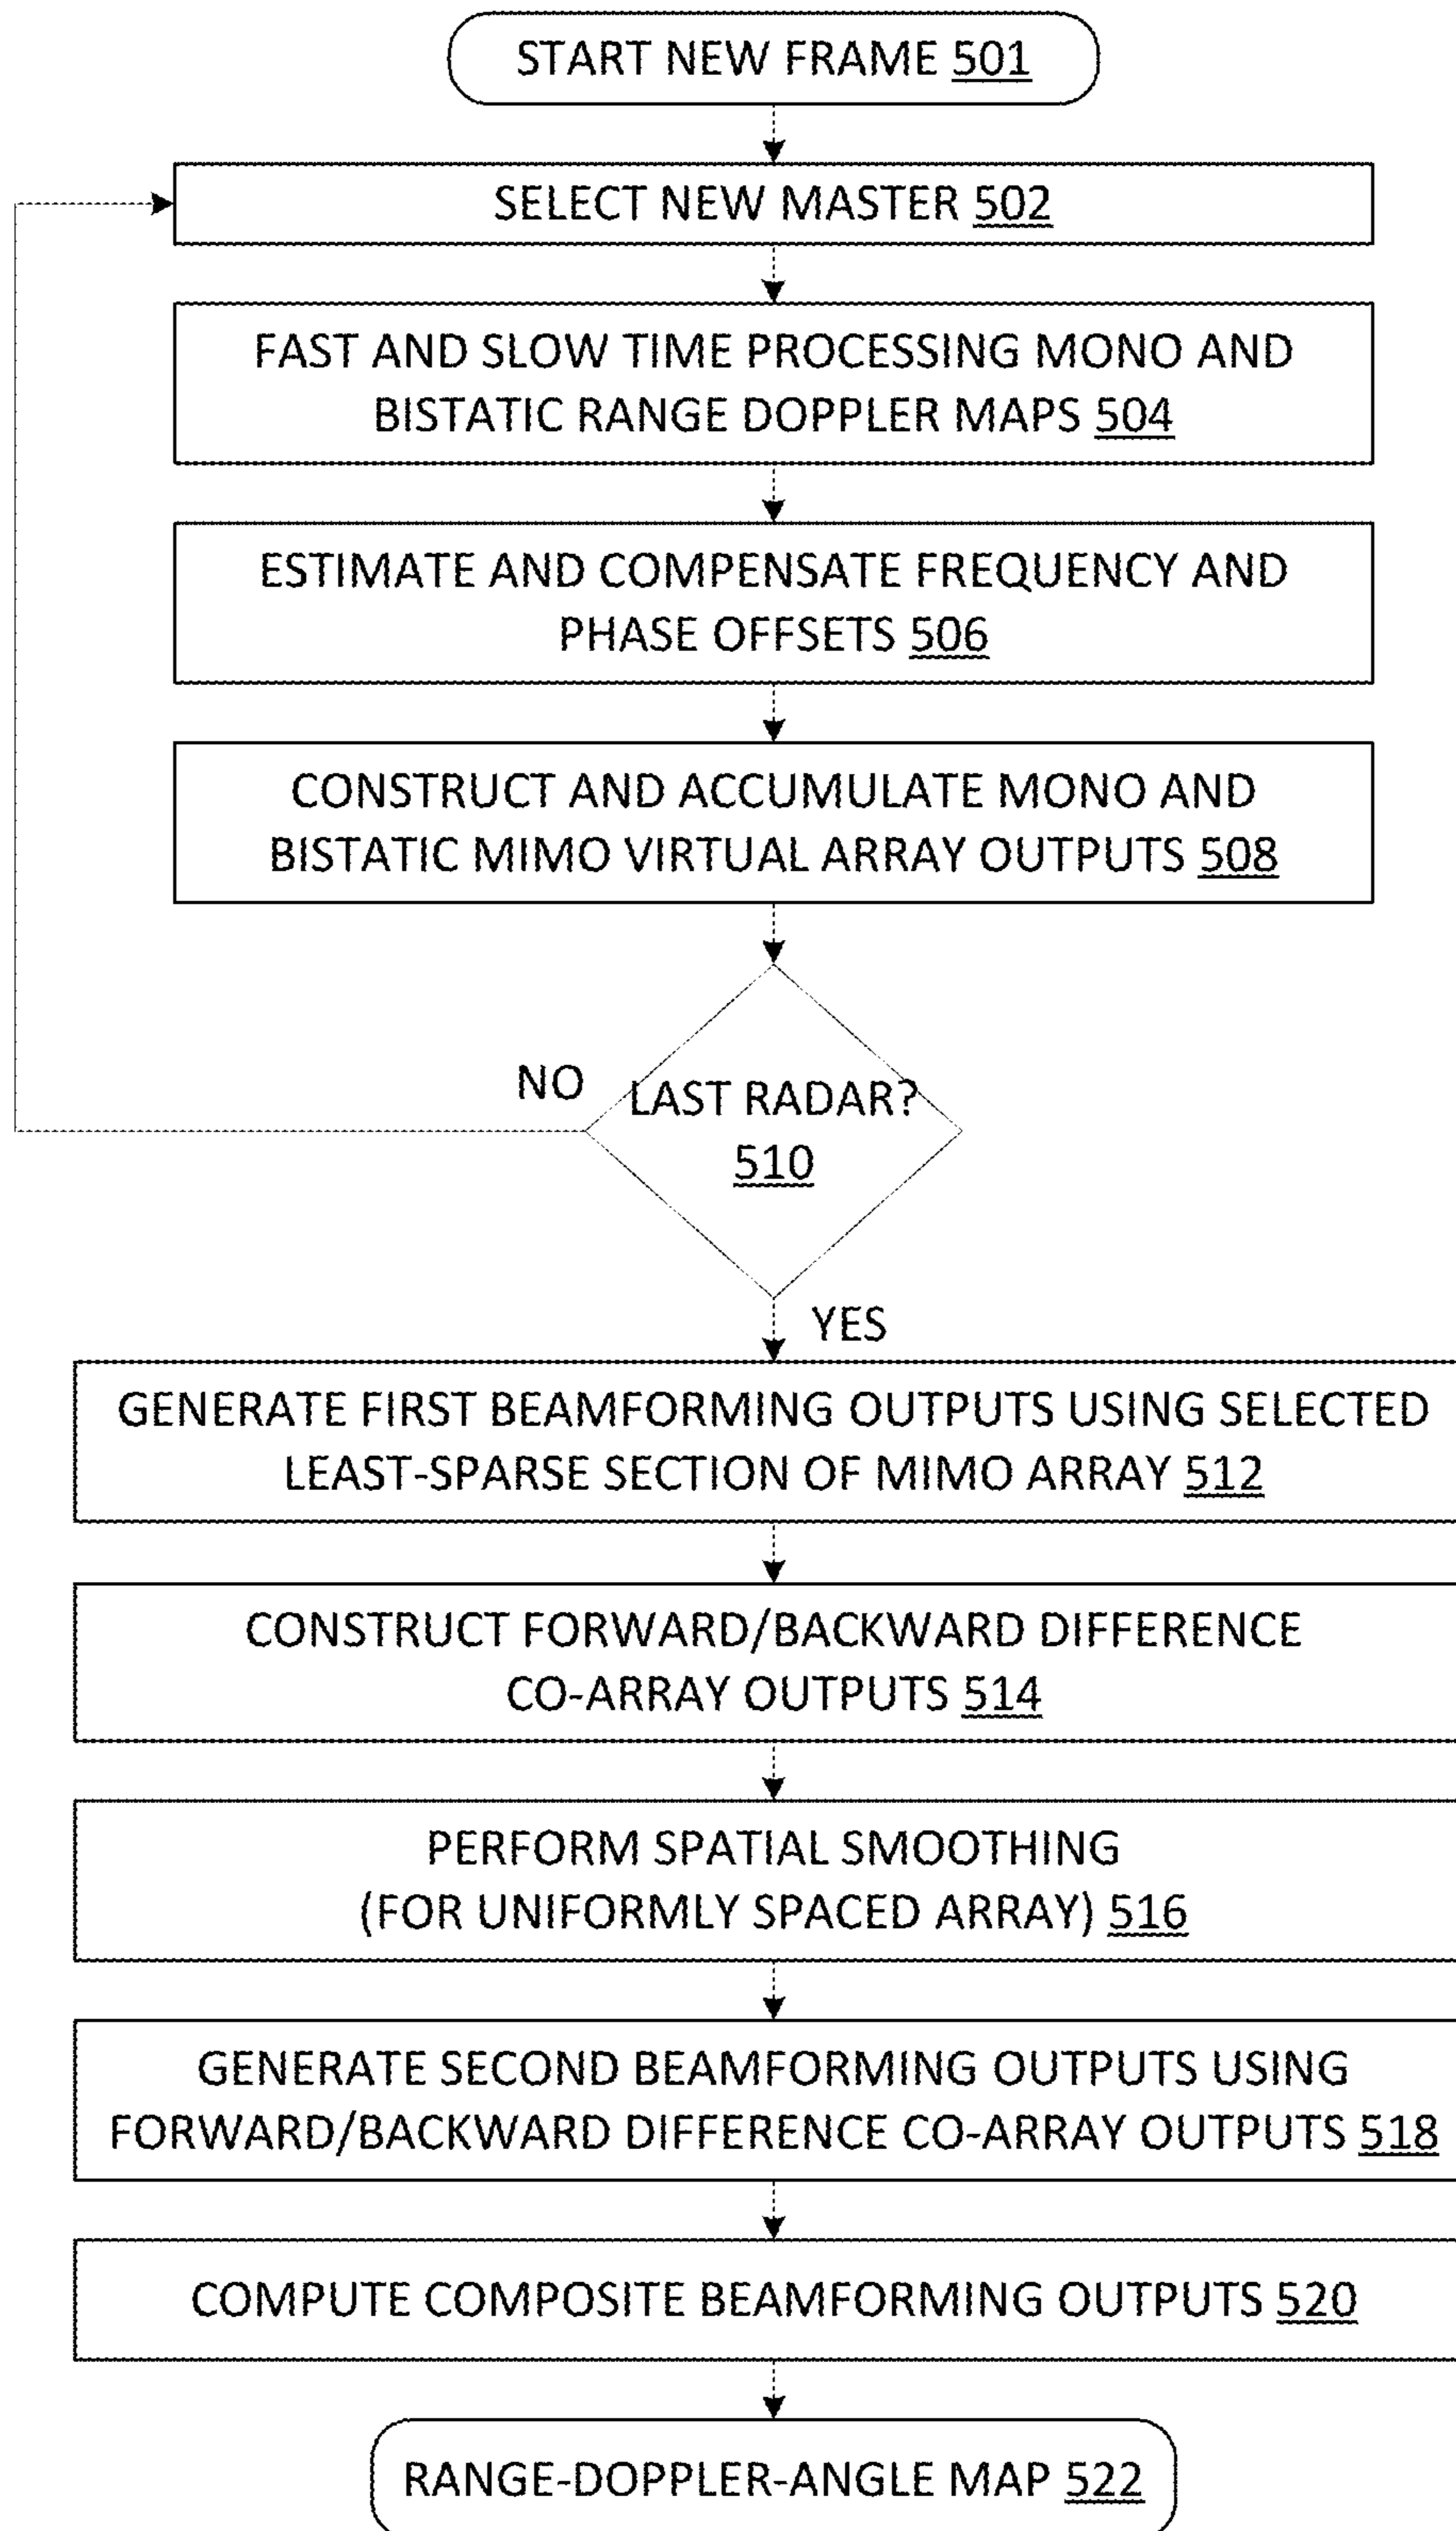 START NEW FRAME 501
SELECT NEW MASTER 502
FAST AND SLOW TIME PROCESSING MONO AND
BISTATIC RANGE DOPPLER MAPS 504
ESTIMATE AND COMPENSATE FREQUENCY AND
PHASE OFFSETS 506
CONSTRUCT AND ACCUMULATE MONO AND
BISTATIC MIMO VIRTUAL ARRAY OUTPUTS 508
NO
LAST RADAR?
510
YES
GENERATE FIRST BEAMFORMING OUTPUTS USING SELECTED
LEAST-SPARSE SECTION OF MIMO ARRAY 512
CONSTRUCT FORWARD/BACKWARD DIFFERENCE
CO-ARRAY OUTPUTS 514
PERFORM SPATIAL SMOOTHING
(FOR UNIFORMLY SPACED ARRAY) 516
GENERATE SECOND BEAMFORMING OUTPUTS USING
FORWARD/BACKWARD DIFFERENCE CO-ARRAY OUTPUTS 518
COMPUTE COMPOSITE BEAMFORMING OUTPUTS 520
RANGE-DOPPLER-ANGLE MAP 522